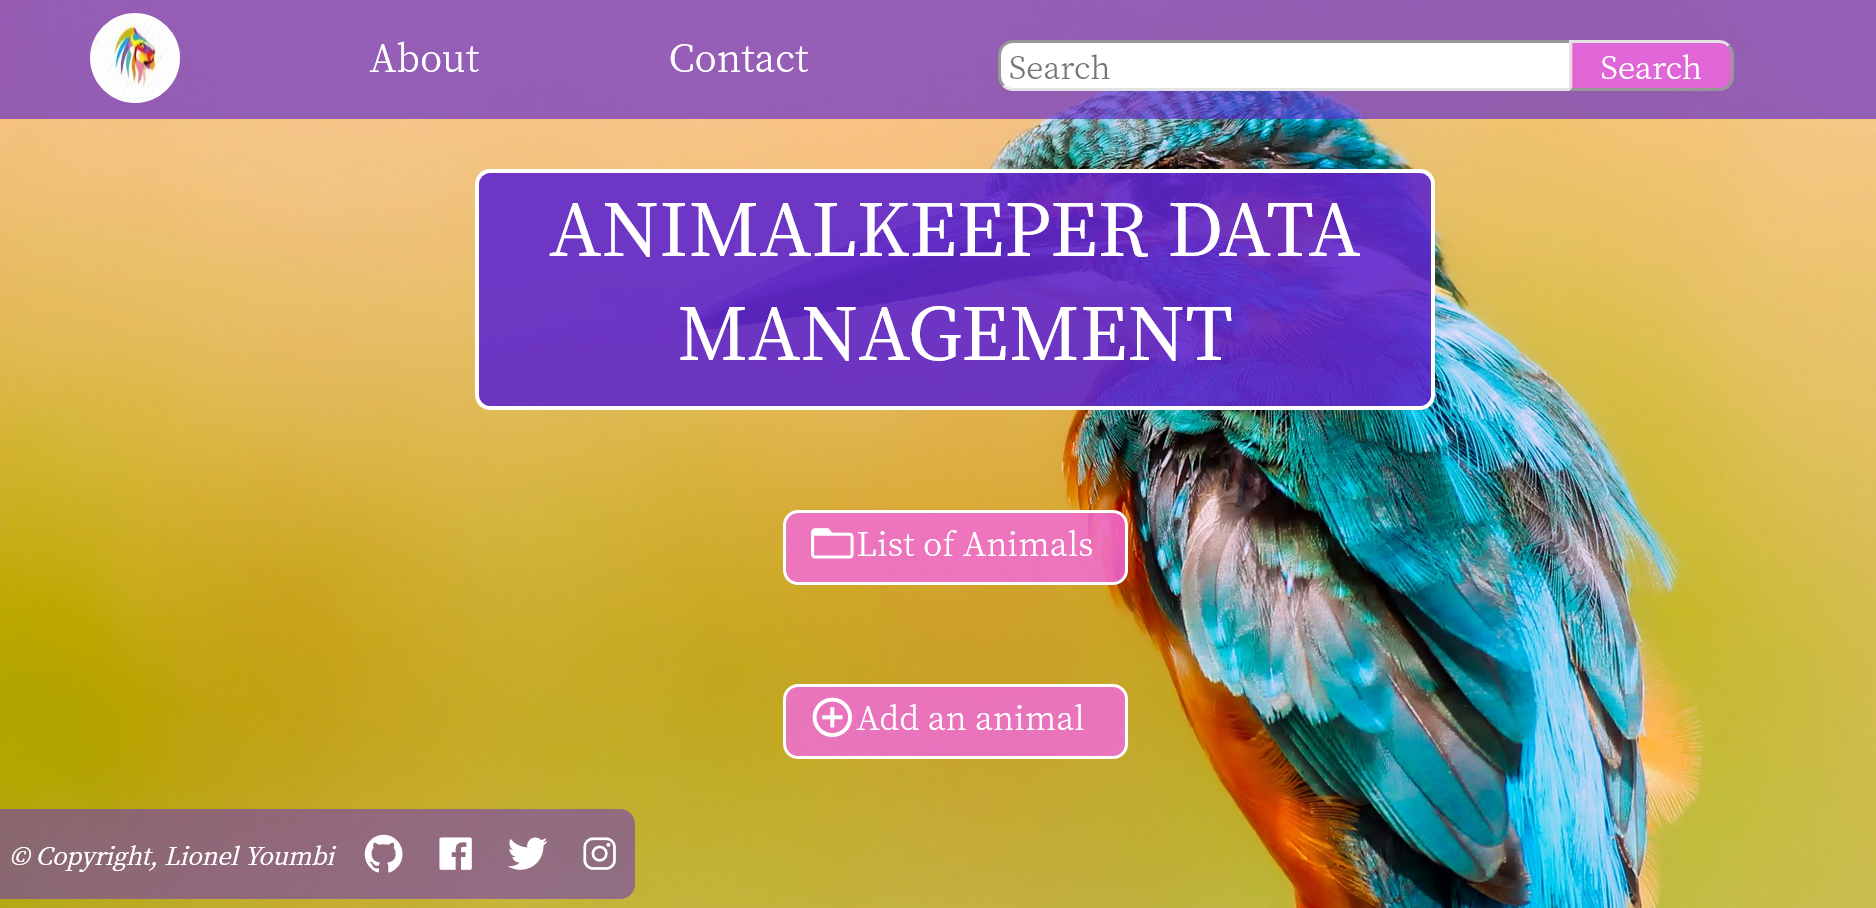 About
Contact
Search
Search
ANIMALKEEPER DATA
MANAGEMENT
List of Animals
Add an animal
© Copyright, Lionel Youmbi